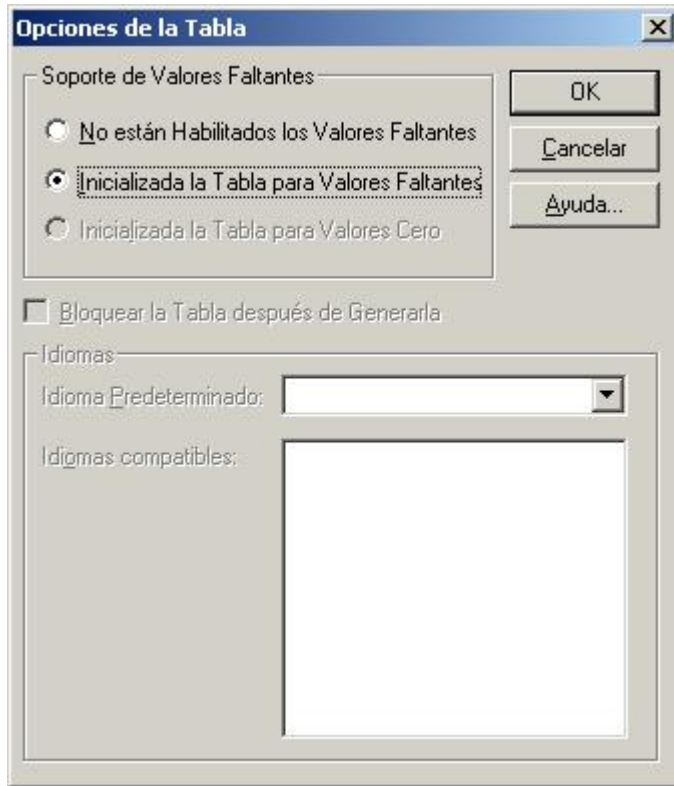 Opciones de la Tabla
Soporte de Valores Faltantes
No están Habilitados los Valores Faltantes
Inicializada la Tabla para Valores Faltantes
Inicializada la Tabla para Valores Cero
OK
Cancelar
Ayuda...
Bloquear la Tabla después de Generarla
Idiomas
Idioma Predeterminado:
Idiomas compatibles: